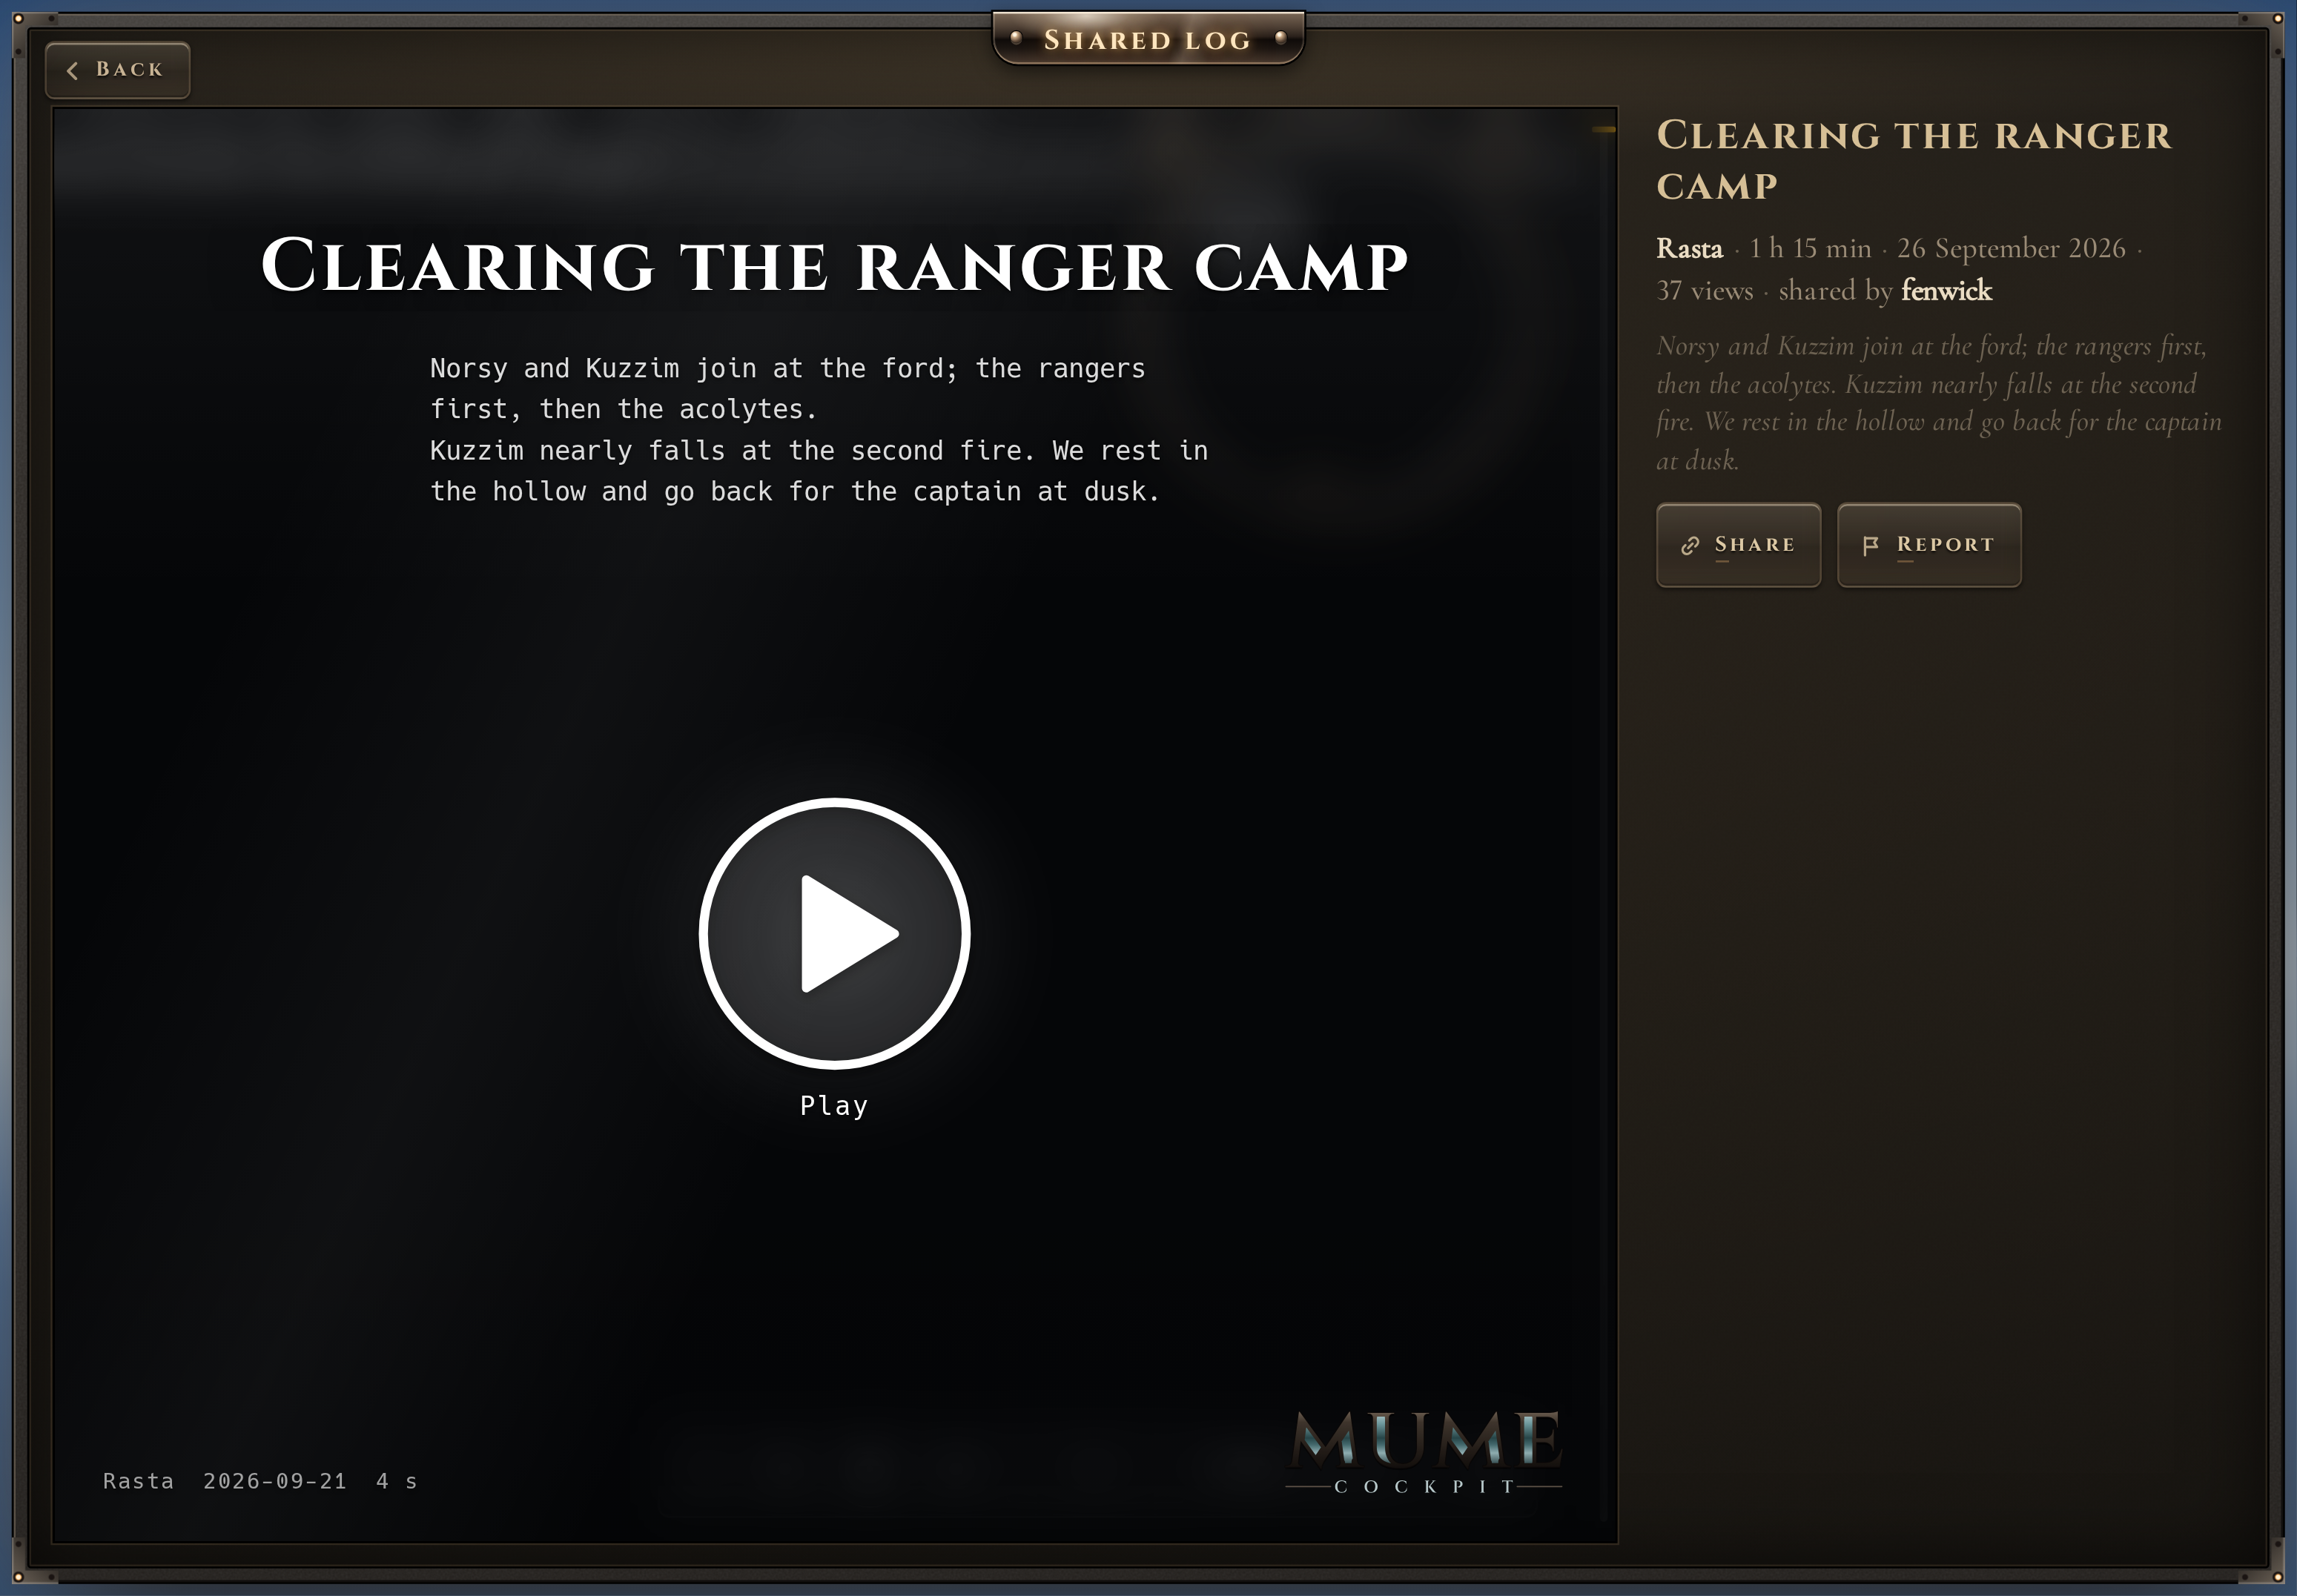 Shared log
Back
Clearing the ranger camp
Norsy and Kuzzim join at the ford; the rangers
first, then the acolytes.
Kuzzim nearly falls at the second fire. We rest in
the hollow and go back for the captain at dusk.
Play
Rasta 2026-09-21 4 s
MUME
COCKPIT
Clearing the ranger
camp
Rasta · 1 h 15 min · 26 September 2026 ·
37 views · shared by fenwick
Norsy and Kuzzim join at the ford; the rangers first,
then the acolytes. Kuzzim nearly falls at the second
fire. We rest in the hollow and go back for the captain
at dusk.
Share
Report